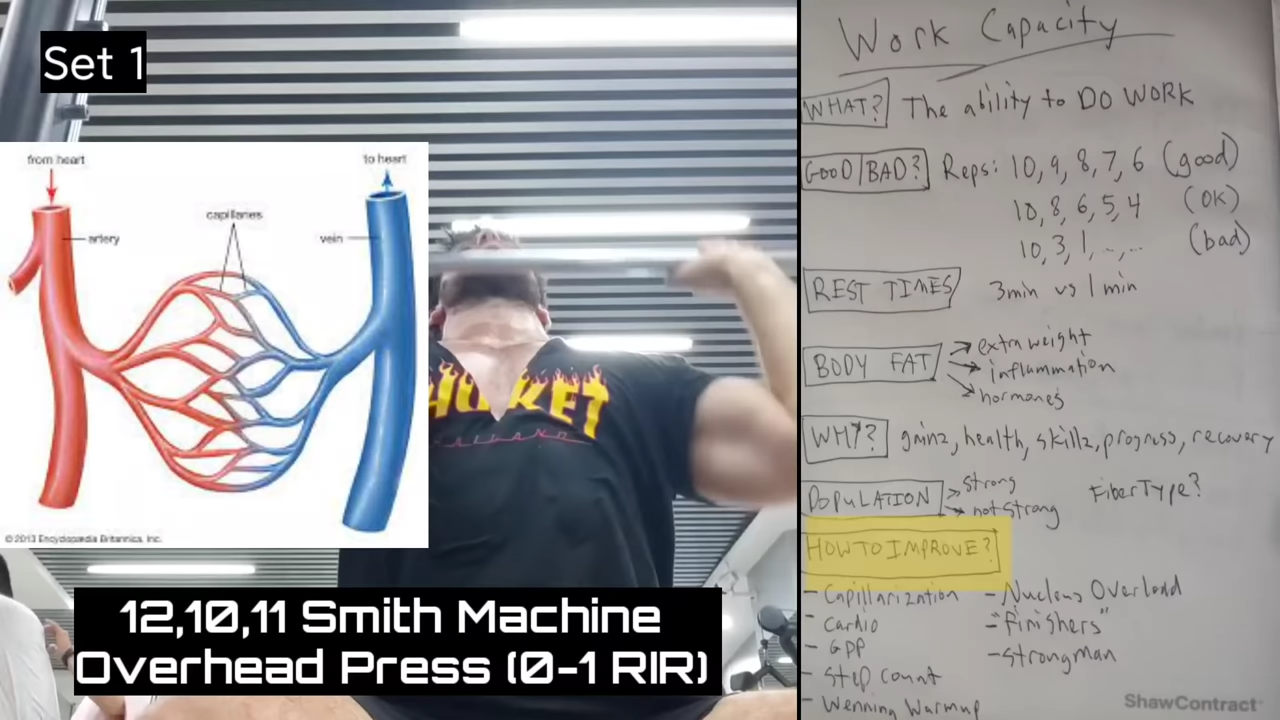 Set 1
from heart
to heart
capillaries
artery
vein
© 2013 Encyclopædia Britannica, Inc.
12,10,11 Smith Machine
Overhead Press (0-1 RIR)
Work Capacity
WHAT? The ability to DO WORK
GOOD|BAD? Reps: 10, 9, 8, 7, 6 (good)
10, 8, 6, 5, 4 (OK)
10, 3, 1, ..., ... (bad)
REST TIMES 3min vs 1 min
BODY FAT → extra weight
→ inflammation
→ hormones
WHY? gainz, health, skillz, progress, recovery
POPULATION → strong FiberType?
→ not strong
HOW TO IMPROVE?
- Capillarization - Nucleus Overload
- Cardio - "Finishers"
- GPP - Strongman
- Step count
- Wenning Warmup
ShawContract